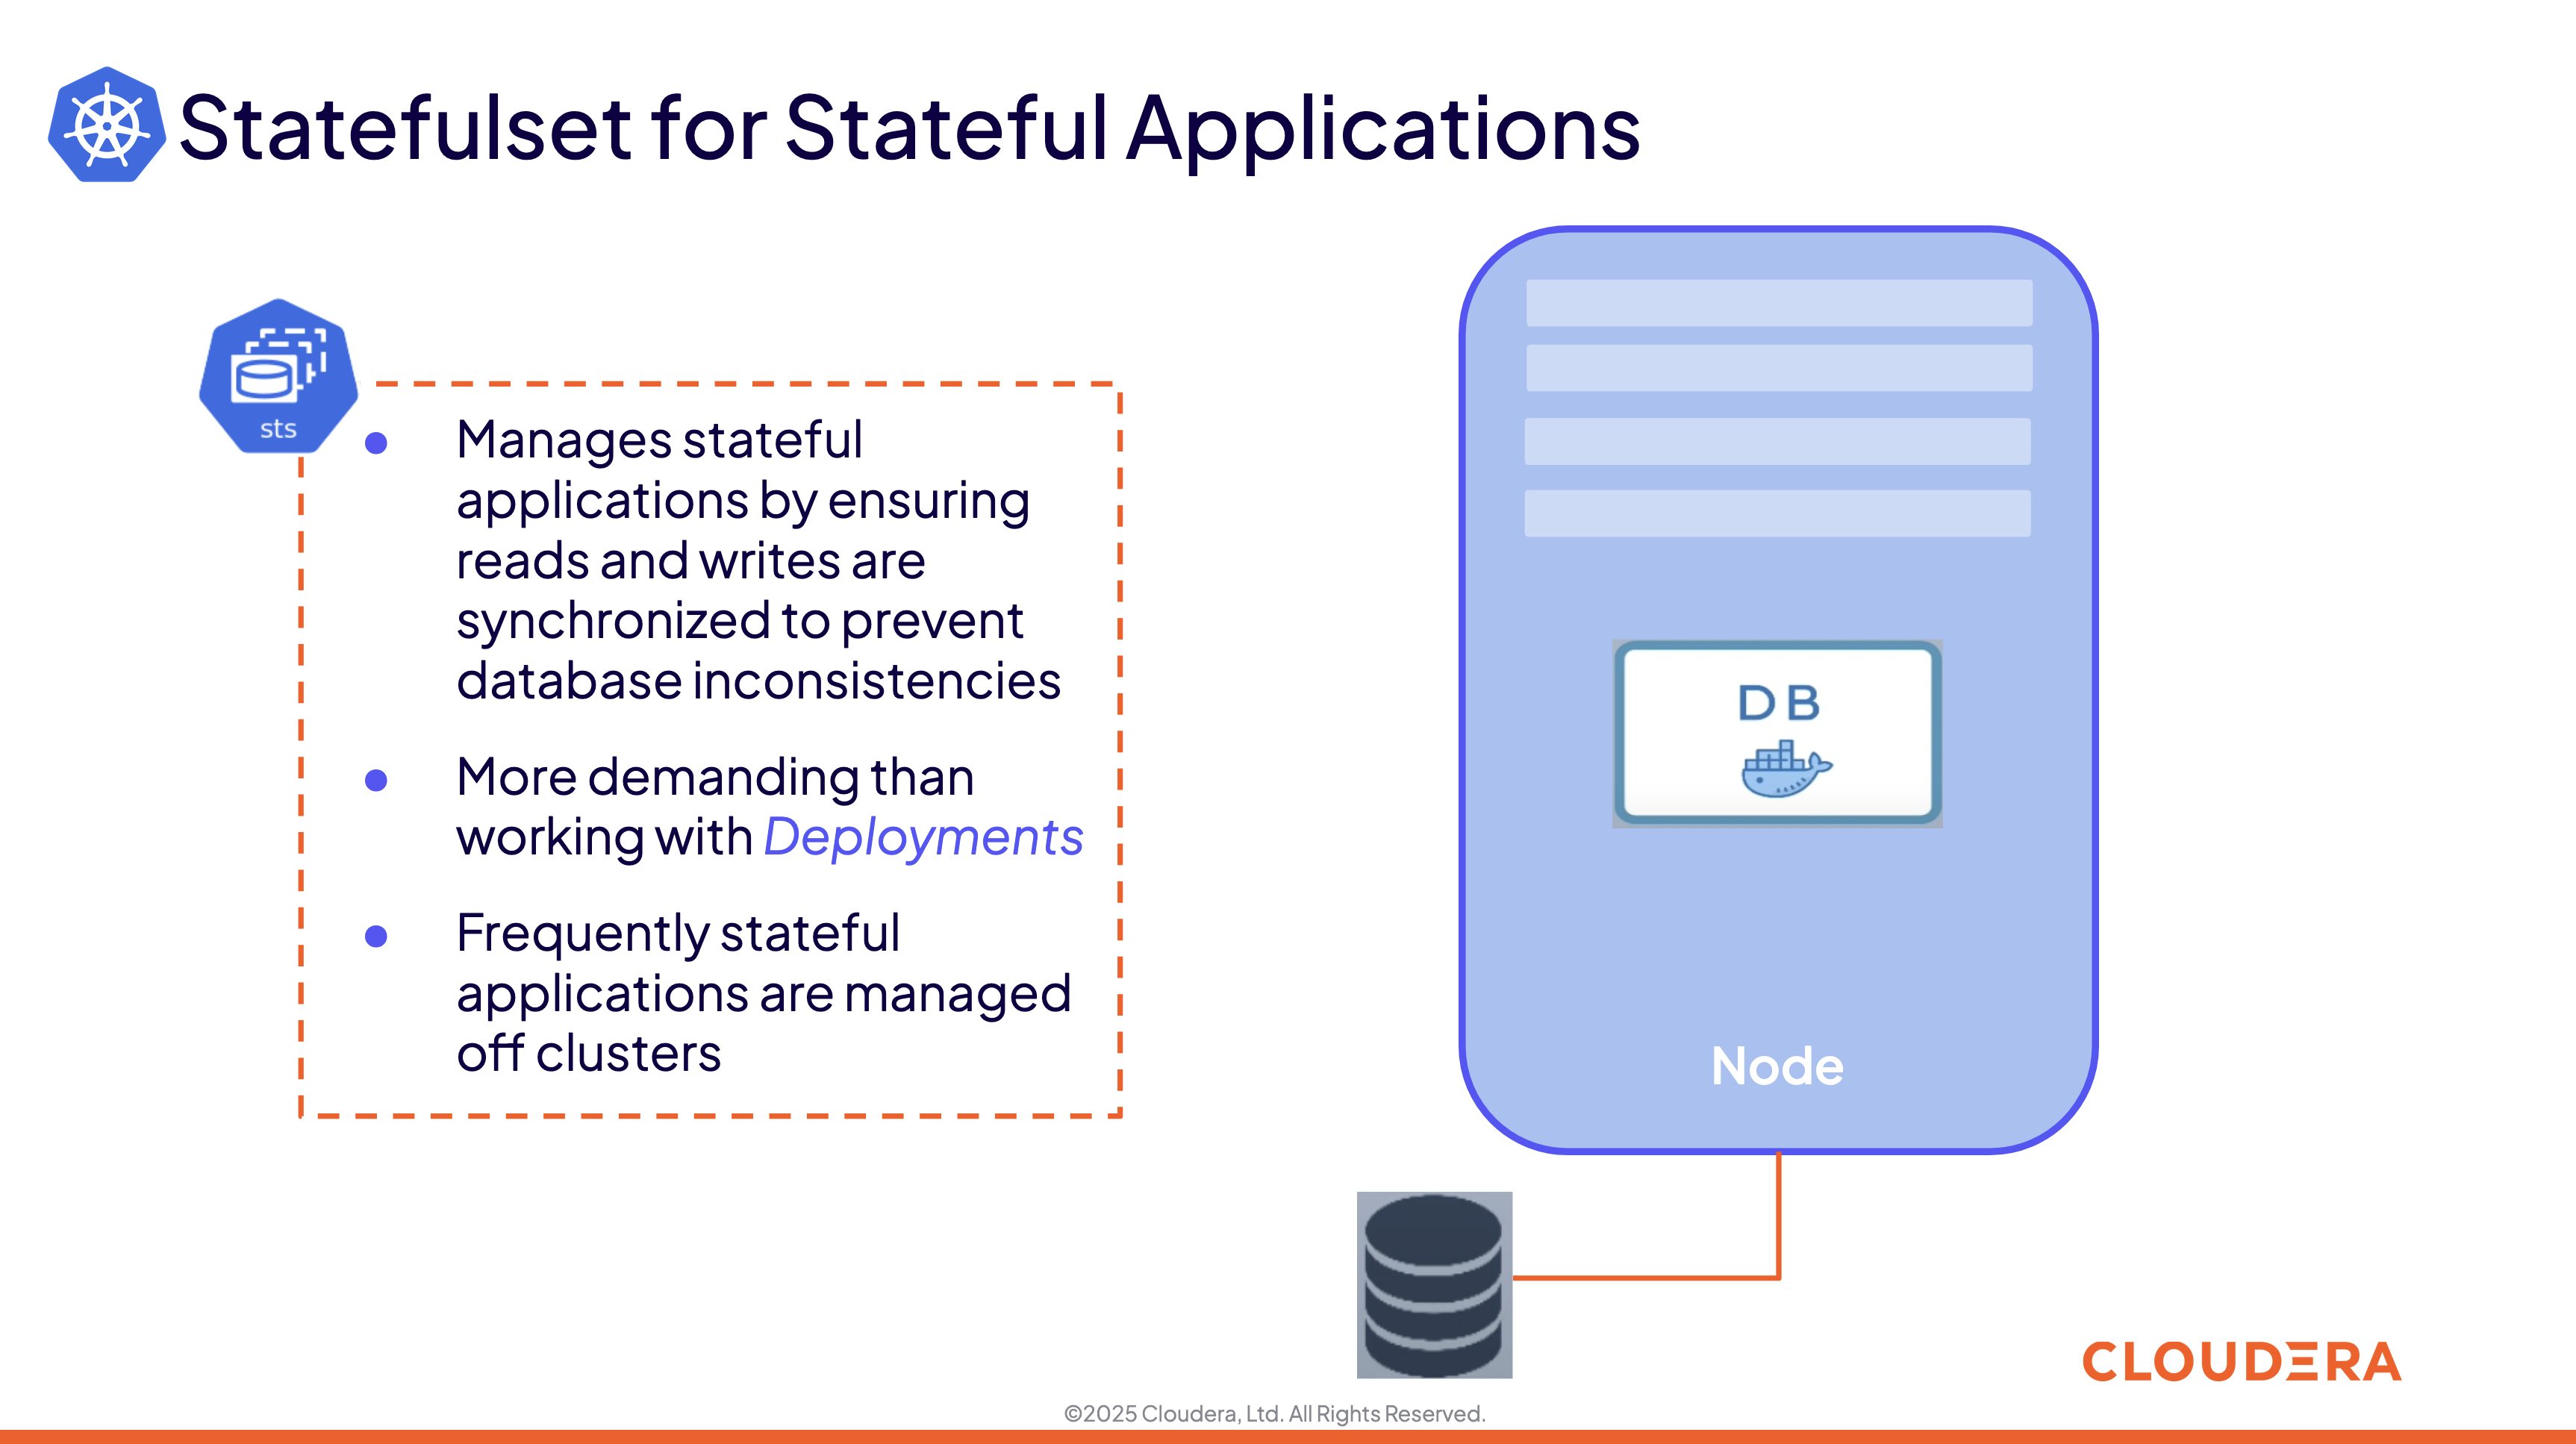 Statefulset for Stateful Applications
sts
● Manages stateful
applications by ensuring
reads and writes are
synchronized to prevent
database inconsistencies
● More demanding than
working with Deployments
● Frequently stateful
applications are managed
off clusters
DB
Node
CLOUDERA
©2025 Cloudera, Ltd. All Rights Reserved.